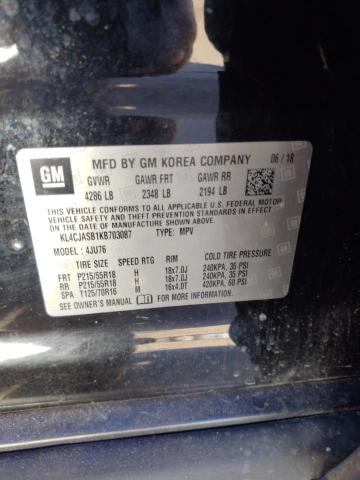 GM
MFD BY GM KOREA COMPANY 06 / 18
GVWR GAWR FRT GAWR RR
4286 LB 2348 LB 2194 LB
THIS VEHICLE CONFORMS TO ALL APPLICABLE U.S. FEDERAL MOTOR
VEHICLE SAFETY, BUMPER, AND THEFT PREVENTION STANDARDS IN
EFFECT ON THE DATE OF MANUFACTURE SHOWN ABOVE.
KL4CJASB1KB703087 TYPE: MPV
MODEL: 4JU76
TIRE SIZE SPEED RTG RIM COLD TIRE PRESSURE
FRT P215/55R18 H 18x7.0J 240KPA, 35 PSI
RR P215/55R18 H 18x7.0J 240KPA, 35 PSI
SPA T125/70R16 M 16x4.0T 420KPA, 60 PSI
SEE OWNER'S MANUAL FOR MORE INFORMATION.